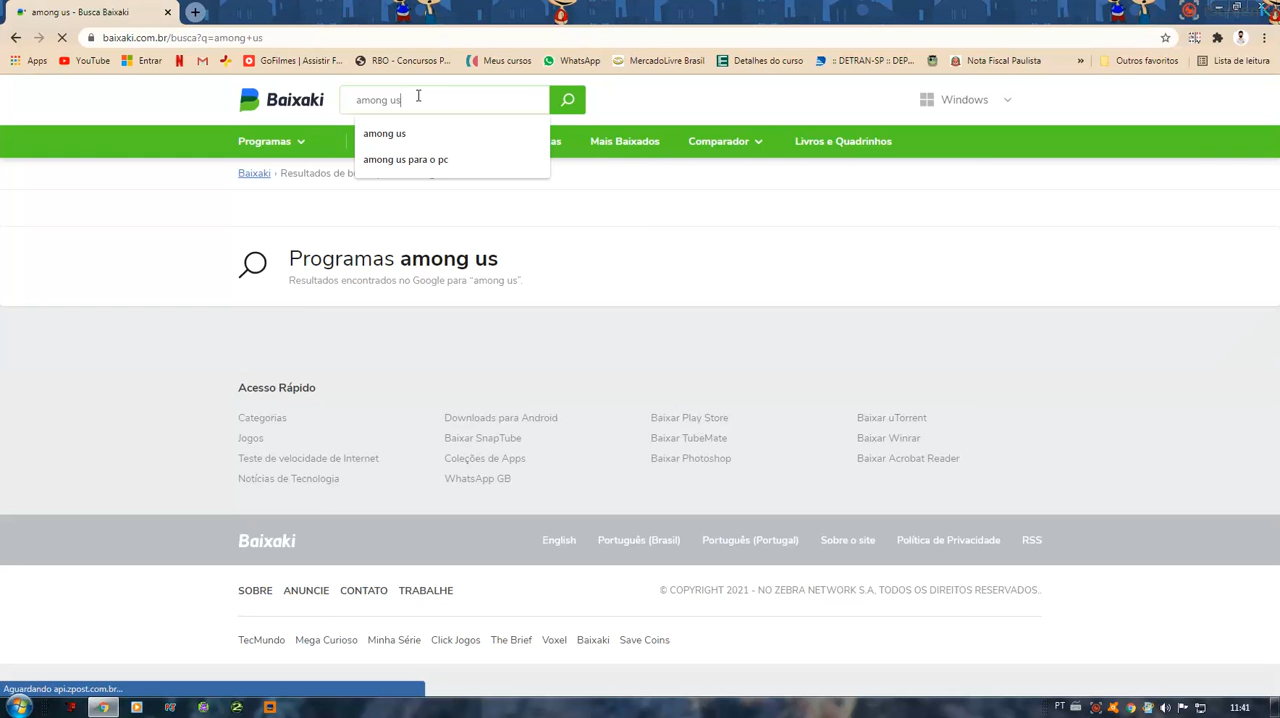 among us - Busca Baixaki
baixaki.com.br/busca?q=among+us
Apps YouTube Entrar GoFilmes | Assistir F... RBO - Concursos P... Meus cursos WhatsApp MercadoLivre Brasil Detalhes do curso :: DETRAN-SP :: DEP... Nota Fiscal Paulista » Outros favoritos Lista de leitura
Baixaki among us Windows
among us
among us para o pc
Programas as Mais Baixados Comparador Livros e Quadrinhos
Baixaki › Resultados de b
Programas among us
Resultados encontrados no Google para “among us”.
Acesso Rápido
Categorias Downloads para Android Baixar Play Store Baixar uTorrent
Jogos Baixar SnapTube Baixar TubeMate Baixar Winrar
Teste de velocidade de Internet Coleções de Apps Baixar Photoshop Baixar Acrobat Reader
Notícias de Tecnologia WhatsApp GB
Baixaki English Português (Brasil) Português (Portugal) Sobre o site Política de Privacidade RSS
SOBRE ANUNCIE CONTATO TRABALHE © COPYRIGHT 2021 - NO ZEBRA NETWORK S.A, TODOS OS DIREITOS RESERVADOS..
TecMundo Mega Curioso Minha Série Click Jogos The Brief Voxel Baixaki Save Coins
Aguardando api.zpost.com.br...
PT 11:41